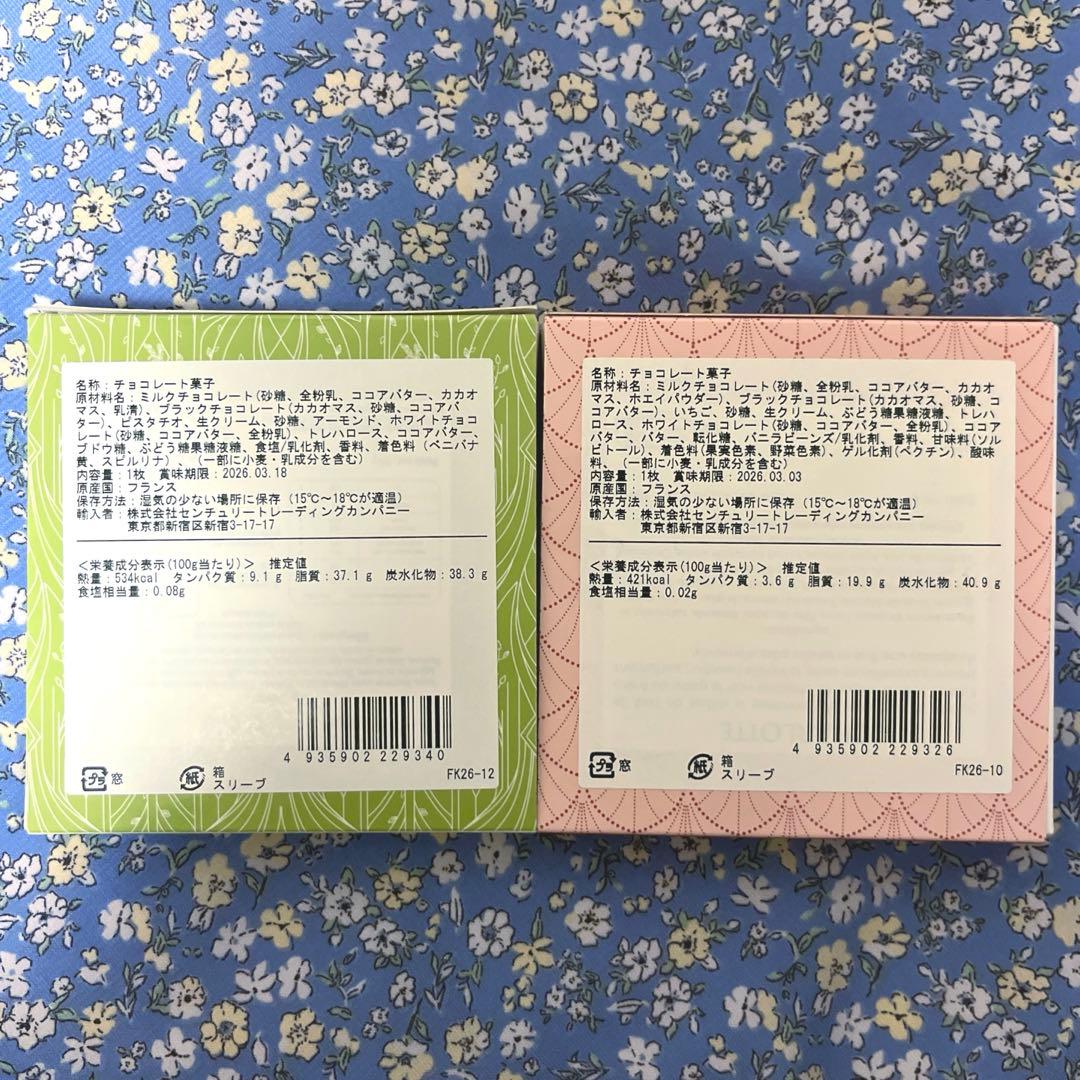 名称：チョコレート菓子
原材料名：ミルクチョコレート(砂糖、全粉乳、ココアバター、カカオ
マス、乳清)、ブラックチョコレート(カカオマス、砂糖、ココアバ
ター)、ピスタチオ、生クリーム、砂糖、アーモンド、ホワイトチョコ
レート(砂糖、ココアバター、全粉乳)、トレハロース、ココアバター、
ブドウ糖、ぶどう糖果糖液糖、食塩/乳化剤、香料、着色料（ベニバナ
黄、スピルリナ）、（一部に小麦・乳成分を含む）
内容量：1枚　賞味期限：2026.03.18
原産国：フランス
保存方法：湿気の少ない場所に保存（15℃～18℃が適温）
輸入者：株式会社センチュリートレーディングカンパニー
東京都新宿区新宿3-17-17
＜栄養成分表示(100g当たり)＞　推定値
熱量：534kcal　タンパク質：9.1ｇ　脂質：37.1ｇ　炭水化物：38.3ｇ
食塩相当量：0.08g
4 935902 229340
プラ 窓
紙 箱
スリーブ
FK26-12
名称：チョコレート菓子
原材料名：ミルクチョコレート(砂糖、全粉乳、ココアバター、カカオ
マス、ホエイパウダー)、ブラックチョコレート(カカオマス、砂糖、コ
コアバター)、いちご、砂糖、生クリーム、ぶどう糖果糖液糖、トレハ
ロース、ホワイトチョコレート(砂糖、ココアバター、全粉乳)、ココア
バター、バター、転化糖、バニラビーンズ/乳化剤、香料、甘味料(ソル
ビトール)、着色料(果実色素、野菜色素)、ゲル化剤(ペクチン)、酸味
料、（一部に小麦・乳成分を含む）
内容量：1枚　賞味期限：2026.03.03
原産国：フランス
保存方法：湿気の少ない場所に保存（15℃～18℃が適温）
輸入者：株式会社センチュリートレーディングカンパニー
東京都新宿区新宿3-17-17
＜栄養成分表示(100g当たり)＞　推定値
熱量：421kcal　タンパク質：3.6ｇ　脂質：19.9ｇ　炭水化物：40.9ｇ
食塩相当量：0.02g
4 935902 229326
プラ 窓
紙 箱
スリーブ
FK26-10